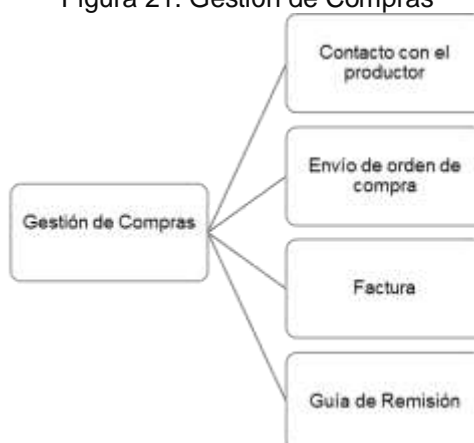 Figura 21. Gestión de Compras
Contacto con el
productor
Envío de orden de
compra
Gestión de Compras
Factura
Guía de Remisión